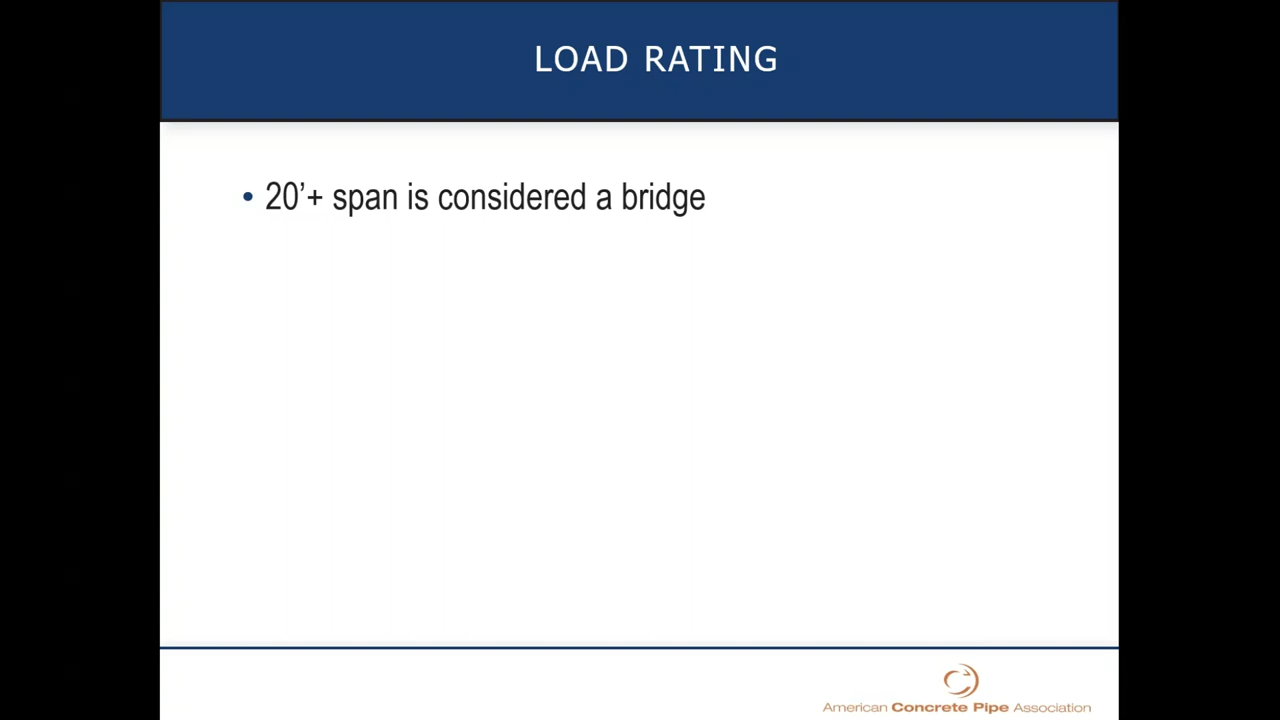 LOAD RATING
• 20’+ span is considered a bridge
American Concrete Pipe Association